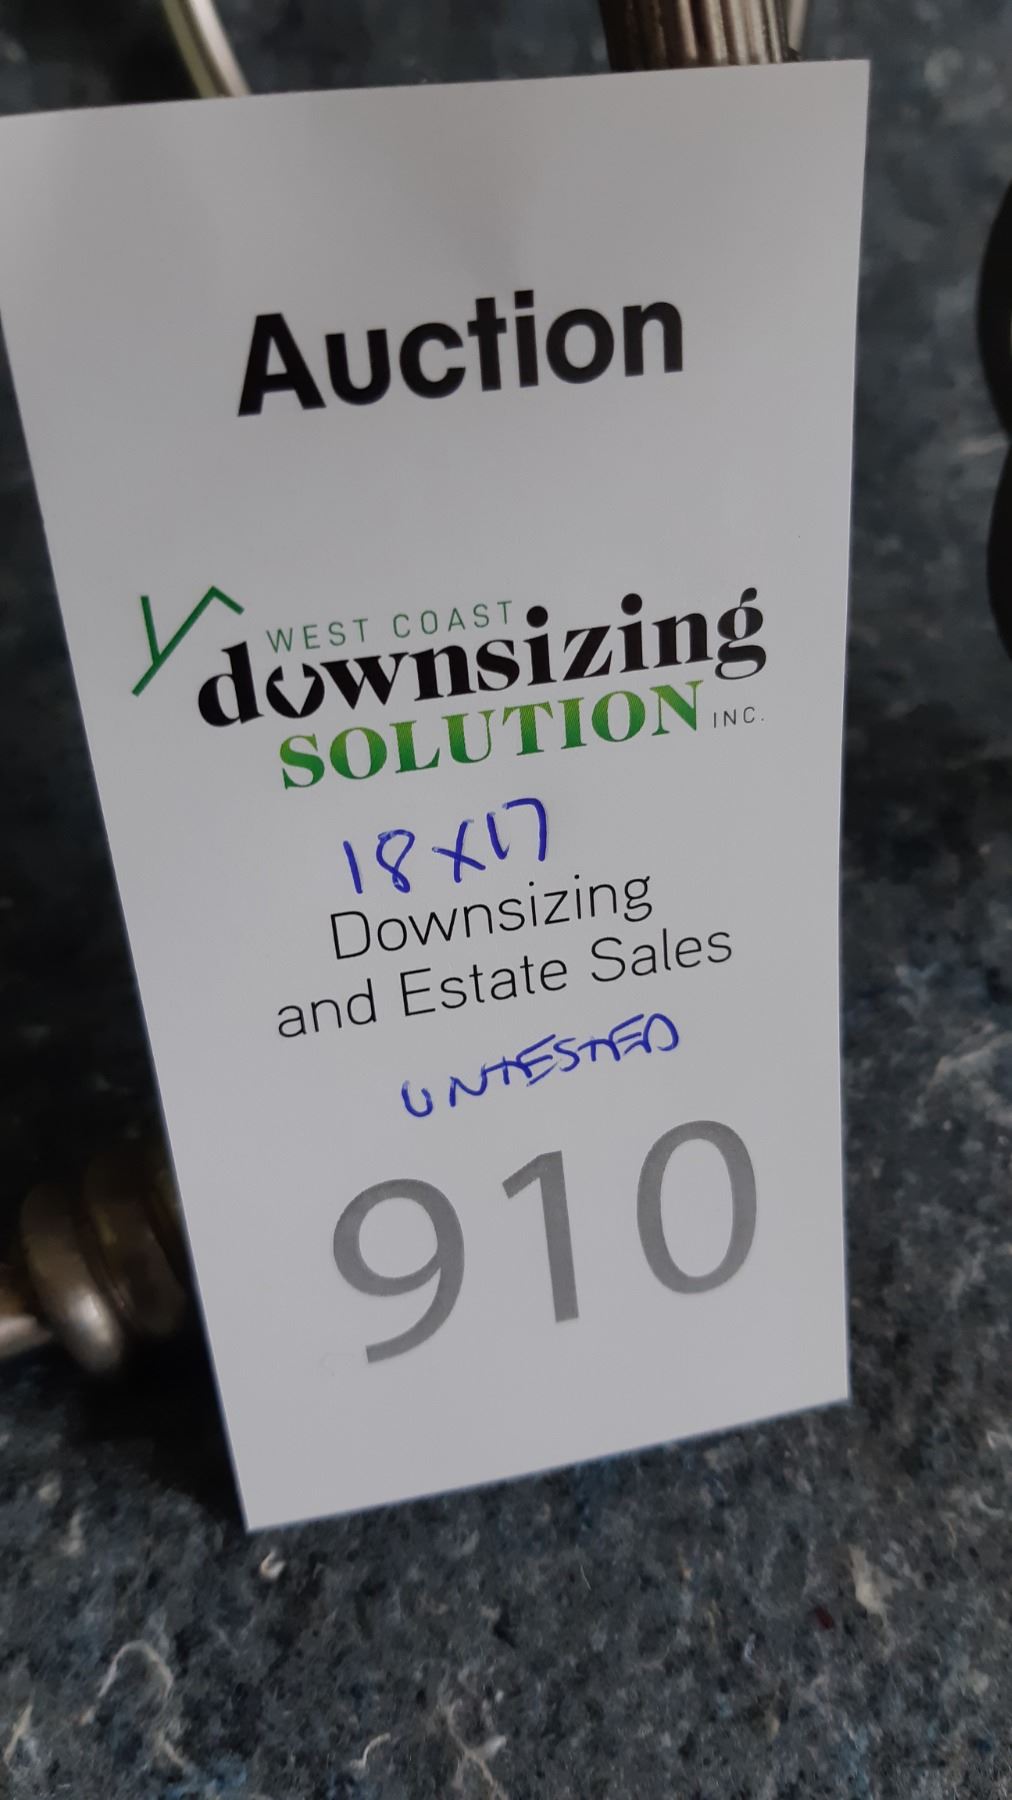 Auction
WEST COAST
downsizing
SOLUTION INC.
18x17
Downsizing
and Estate Sales
UNTESTED
910